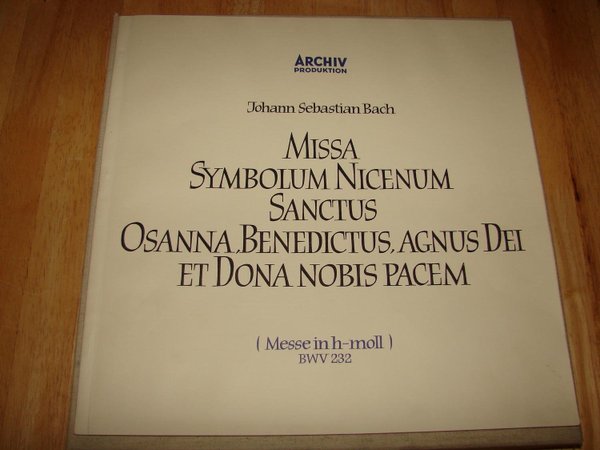 ARCHIV
PRODUKTION
Johann Sebastian Bach
MISSA
SYMBOLUM NICENUM
SANCTUS
OSANNA, BENEDICTUS, AGNUS DEI
ET DONA NOBIS PACEM
( Messe in h-moll )
BWV 232